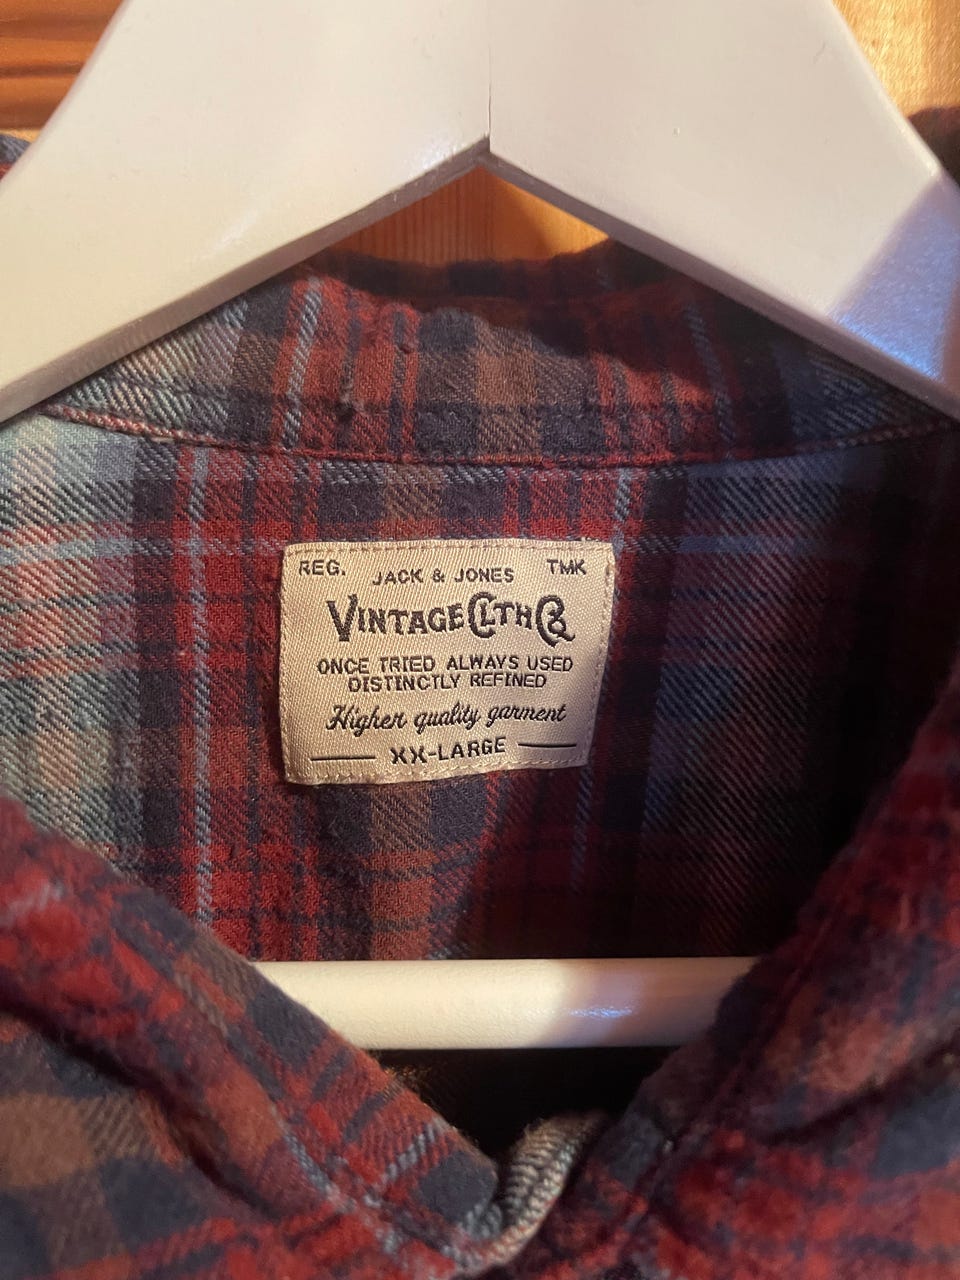 REG. JACK & JONES TMK
VINTAGE CLTH Co
ONCE TRIED ALWAYS USED
DISTINCTLY REFINED
Higher quality garment
XX-LARGE